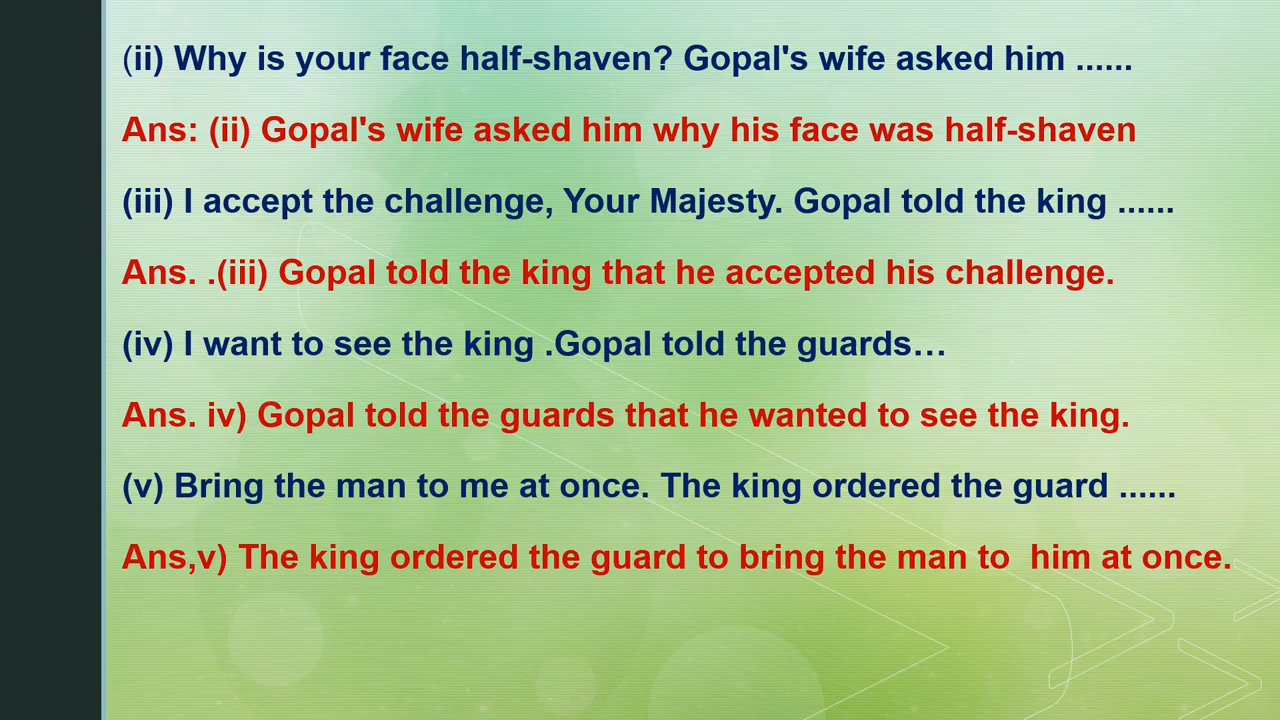 (ii) Why is your face half-shaven? Gopal's wife asked him ......
Ans: (ii) Gopal's wife asked him why his face was half-shaven
(iii) I accept the challenge, Your Majesty. Gopal told the king ......
Ans. .(iii) Gopal told the king that he accepted his challenge.
(iv) I want to see the king .Gopal told the guards…
Ans. iv) Gopal told the guards that he wanted to see the king.
(v) Bring the man to me at once. The king ordered the guard ......
Ans,v) The king ordered the guard to bring the man to  him at once.